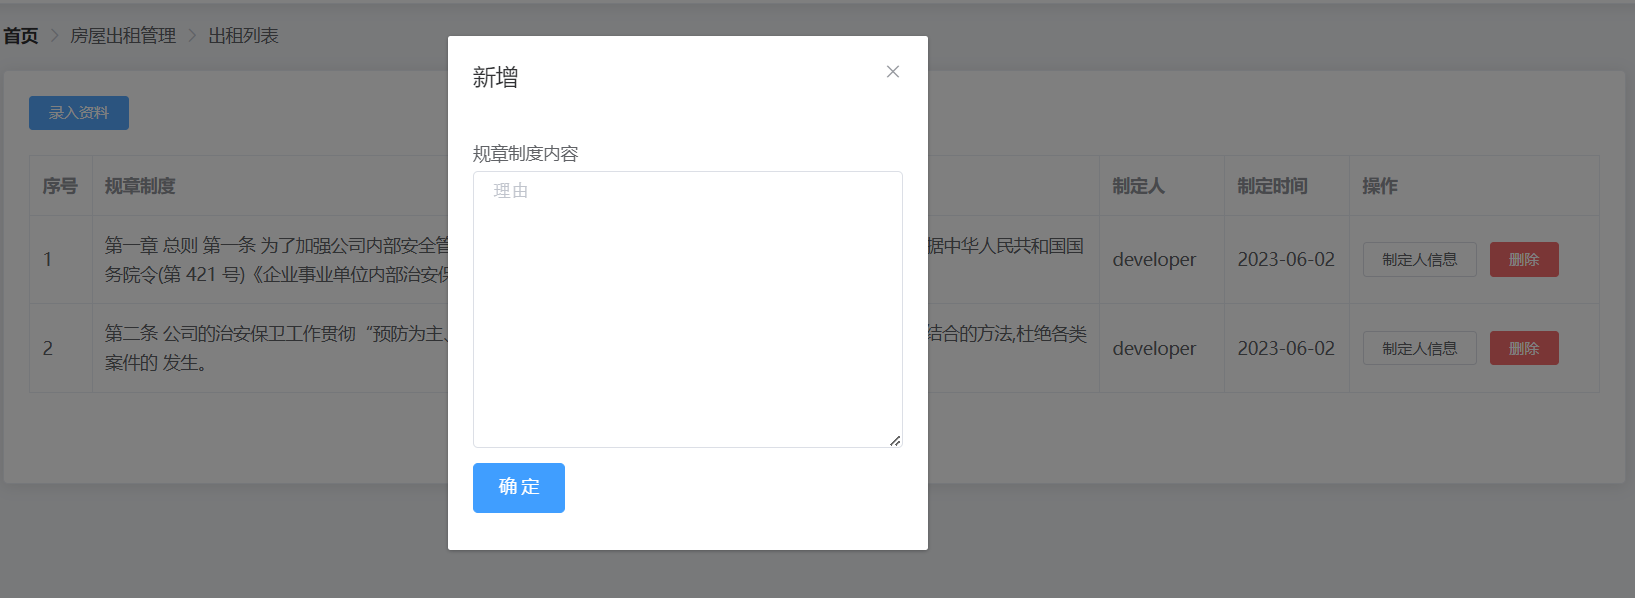 首页 > 房屋出租管理 > 出租列表
新增
录入资料
规章制度内容
理由
确 定
序号 规章制度 制定人 制定时间 操作
1 第一章 总则 第一条 为了加强公司内部安全管 据中华人民共和国国 developer 2023-06-02 制定人信息 删除
务院令(第 421 号)《企业事业单位内部治安保
2 第二条 公司的治安保卫工作贯彻“预防为主、 结合的方法,杜绝各类 developer 2023-06-02 制定人信息 删除
案件的 发生。